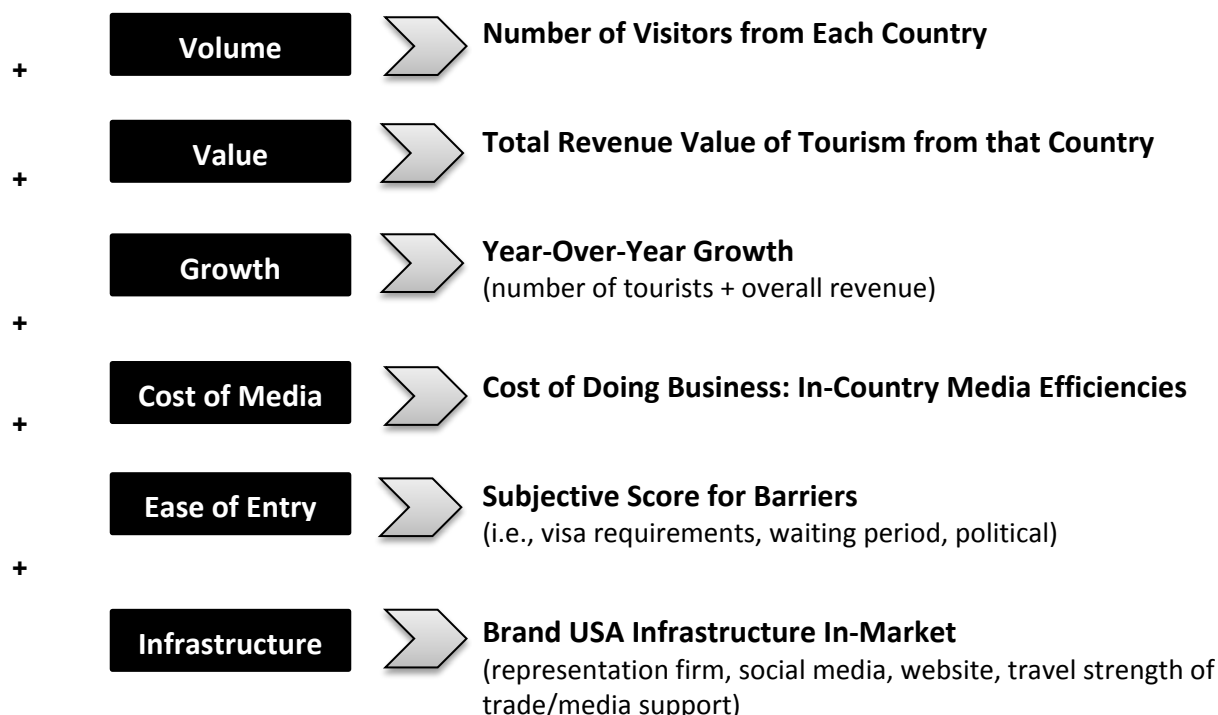 Volume
Number of Visitors from Each Country
+
Value
Total Revenue Value of Tourism from that Country
+
Growth
Year-Over-Year Growth
(number of tourists + overall revenue)
+
Cost of Media
Cost of Doing Business: In-Country Media Efficiencies
+
Ease of Entry
Subjective Score for Barriers
(i.e., visa requirements, waiting period, political)
+
Infrastructure
Brand USA Infrastructure In-Market
(representation firm, social media, website, travel strength of
trade/media support)